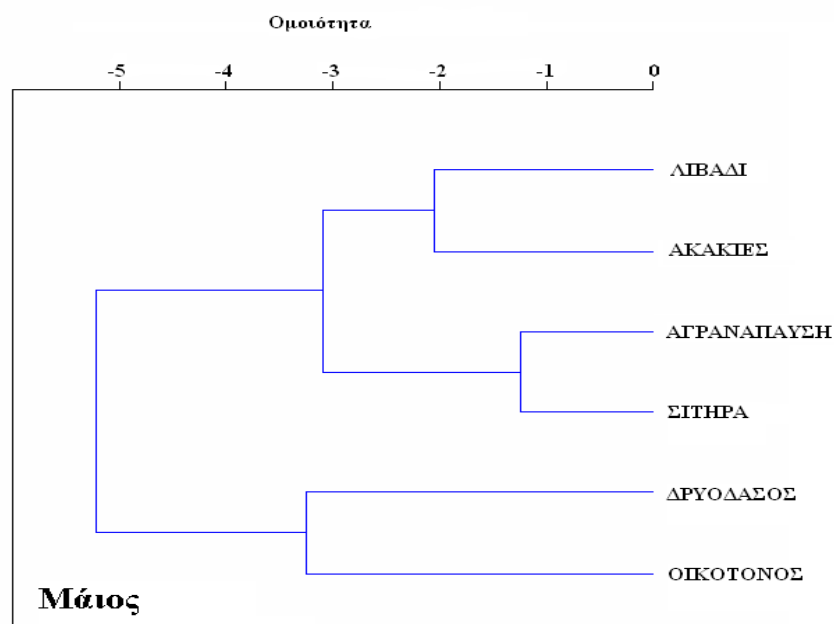 Ομοιότητα
-5 -4 -3 -2 -1 0
ΛΙΒΑΔΙ
ΑΚΑΚΙΕΣ
ΑΓΡΑΝΑΠΑΥΣΗ
ΣΙΤΗΡΑ
ΔΡΥΟΔΑΣΟΣ
ΟΙΚΟΤΟΝΟΣ
Μάιος